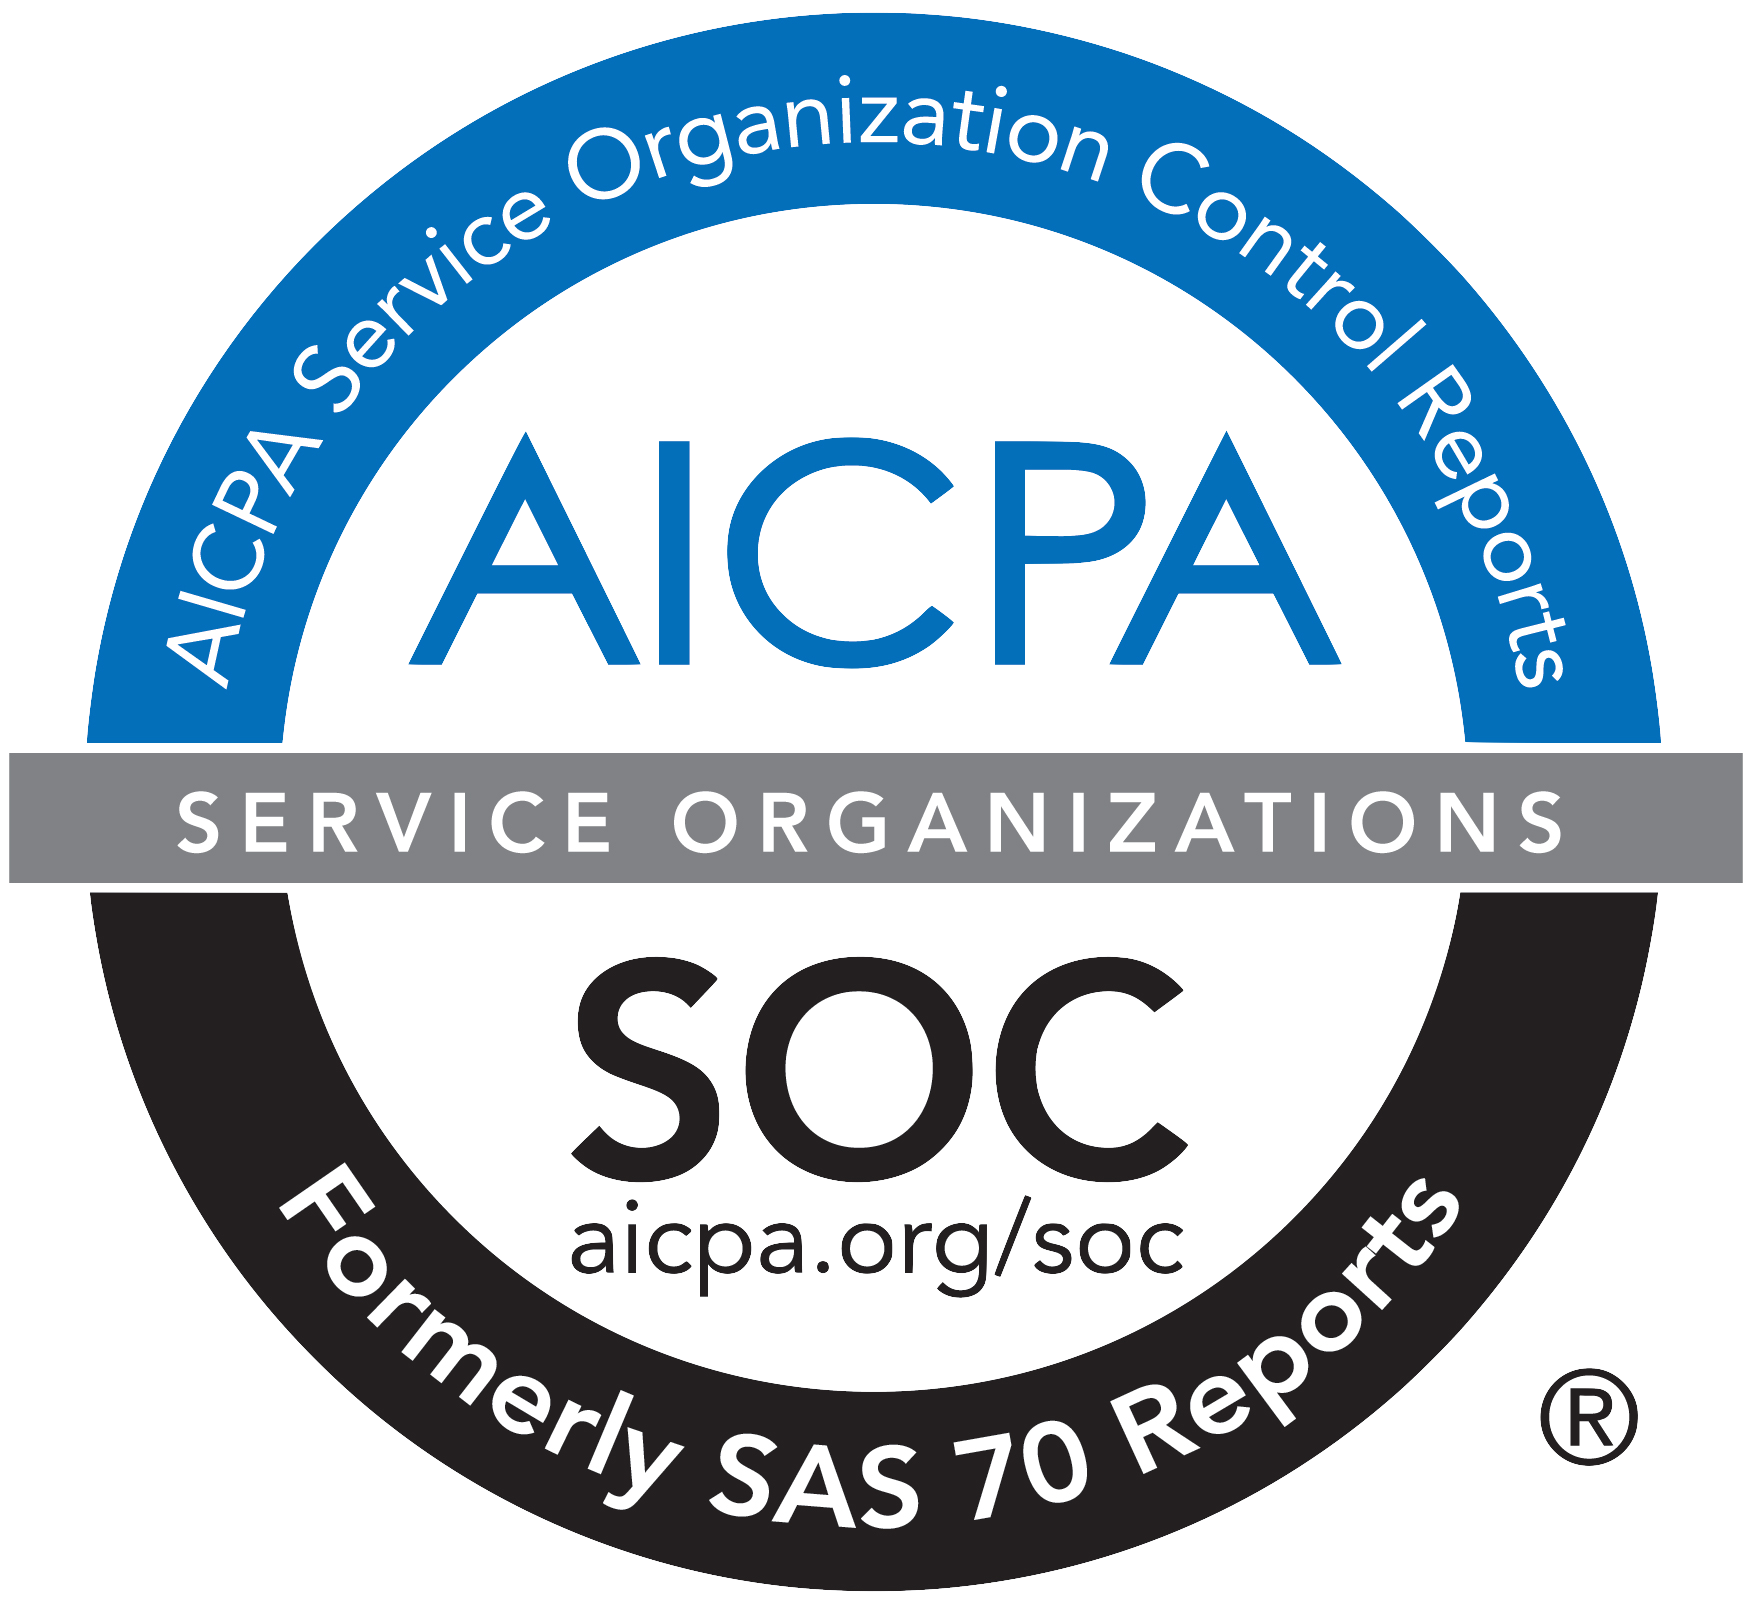 AICPA Service Organization Control Reports
AICPA
SERVICE ORGANIZATIONS
SOC
aicpa.org/soc
Formerly SAS 70 Reports
®